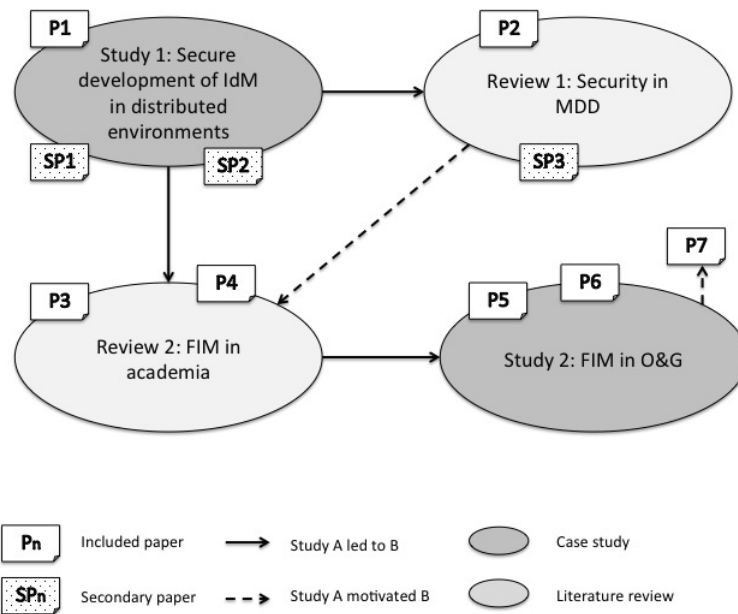 P1
Study 1: Secure
development of IdM
in distributed
environments
SP1
SP2
P2
Review 1: Security in
MDD
SP3
P3
P4
Review 2: FIM in
academia
P5
P6
P7
Study 2: FIM in O&G
Pn
Included paper
Study A led to B
Case study
SPn
Secondary paper
Study A motivated B
Literature review